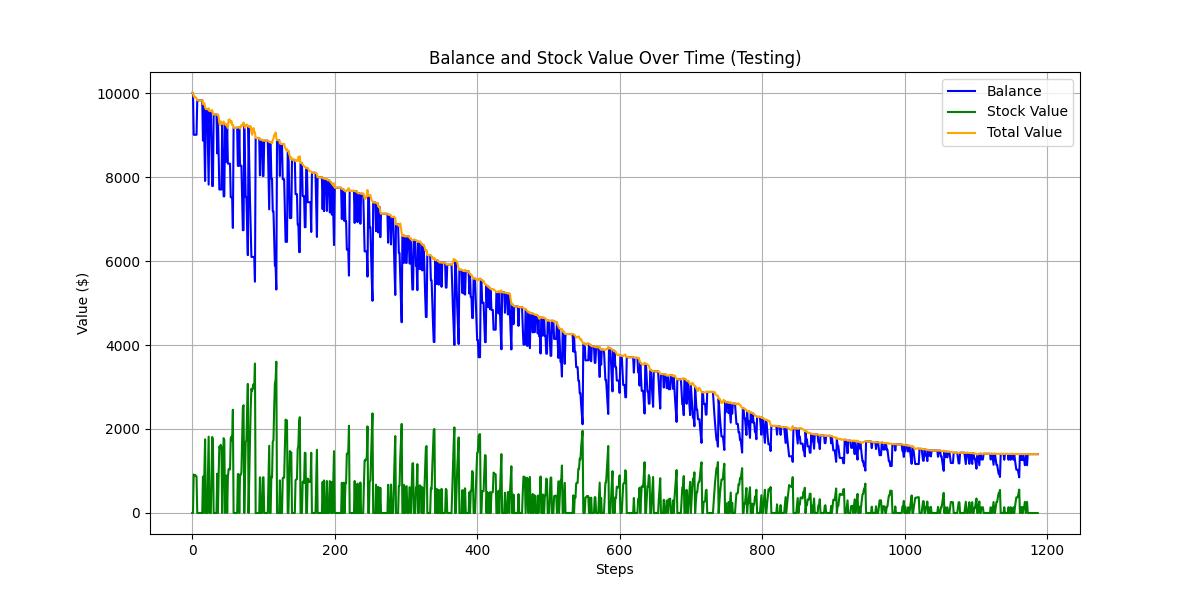 Balance and Stock Value Over Time (Testing)
Balance
Stock Value
Total Value
Value ($)
10000
8000
6000
4000
2000
0
0 200 400 600 800 1000 1200
Steps